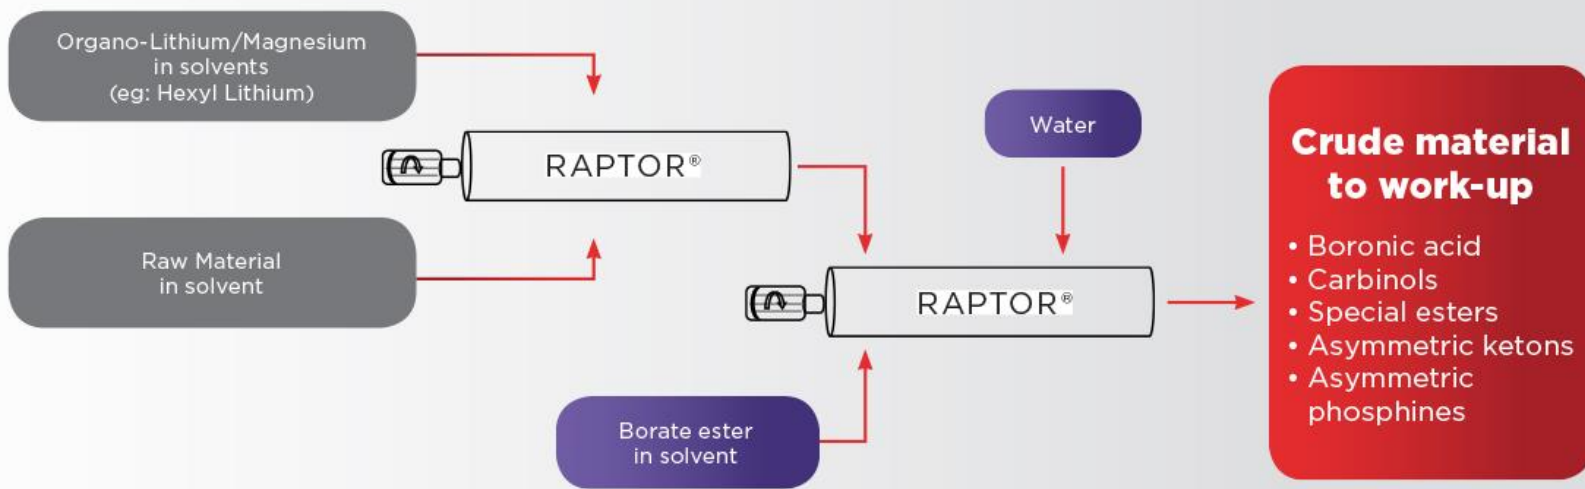 Organo-Lithium/Magnesium
in solvents
(eg: Hexyl Lithium)
RAPTOR®
Raw Material
in solvent
Water
RAPTOR®
Borate ester
in solvent
Crude material
to work-up
• Boronic acid
• Carbinols
• Special esters
• Asymmetric ketons
• Asymmetric
phosphines